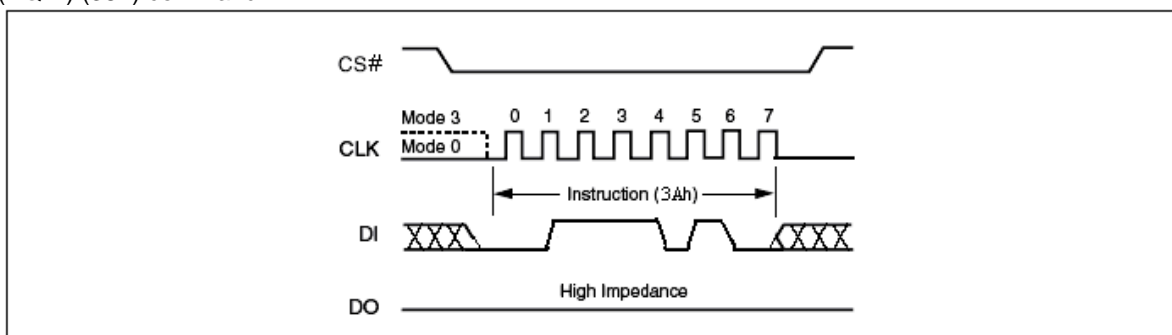 CS#
Mode 3 0 1 2 3 4 5 6 7
CLK Mode 0
Instruction (3Ah)
DI
High Impedance
DO